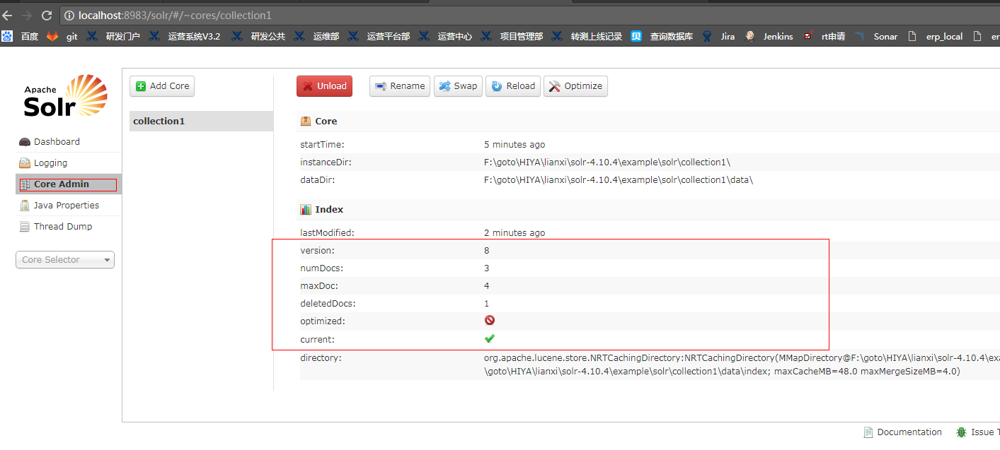 localhost:8983/solr/#/~cores/collection1
百度 git 研发门户 运营系统V3.2 研发公共 运维部 运营平台部 运营中心 项目管理部 转测上线记录 查询数据库 Jira Jenkins rt申请 Sonar erp_local er
Apache
Solr
Dashboard
Logging
Core Admin
Java Properties
Thread Dump
Core Selector
Add Core
collection1
Unload Rename Swap Reload Optimize
Core
startTime: 5 minutes ago
instanceDir: F:\goto\HIYA\lianxi\solr-4.10.4\example\solr\collection1\
dataDir: F:\goto\HIYA\lianxi\solr-4.10.4\example\solr\collection1\data\
Index
lastModified: 2 minutes ago
version: 8
numDocs: 3
maxDoc: 4
deletedDocs: 1
optimized:
current:
directory: org.apache.lucene.store.NRTCachingDirectory:NRTCachingDirectory(MMapDirectory@F:\goto\HIYA\lianxi\solr-4.10.4\exa
\goto\HIYA\lianxi\solr-4.10.4\example\solr\collection1\data\index; maxCacheMB=48.0 maxMergeSizeMB=4.0)
Documentation Issue T